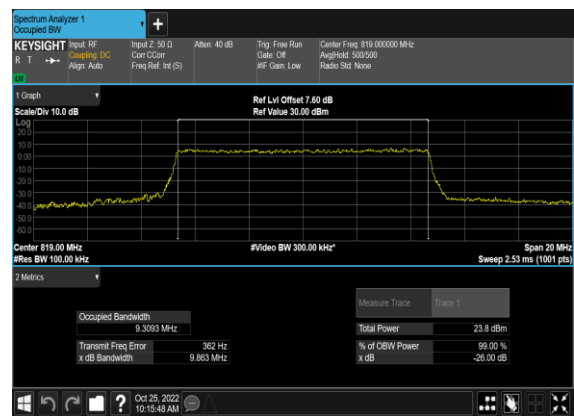 Spectrum Analyzer 1
Occupied BW
+
KEYSIGHT Input: RF Input Z: 50 Ω Atten: 40 dB Trig: Free Run Center Freq: 819.000000 MHz
R T Coupling: DC Corr CCorr Gate: Off Avg|Hold: 500/500
Align: Auto Freq Ref: Int (S) #IF Gain: Low Radio Std: None
1 Graph
Ref Lvl Offset 7.60 dB
Scale/Div 10.0 dB Ref Value 30.00 dBm
Log
20.0
10.0
0.00
-10.0
-20.0
-30.0
-40.0
-50.0
-60.0
Center 819.00 MHz #Video BW 300.00 kHz* Span 20 MHz
#Res BW 100.00 kHz Sweep 2.53 ms (1001 pts)
2 Metrics
Measure Trace Trace 1
Occupied Bandwidth
9.3093 MHz Total Power 23.8 dBm
Transmit Freq Error 362 Hz % of OBW Power 99.00 %
x dB Bandwidth 9.863 MHz x dB -26.00 dB
? Oct 25, 2022
10:15:48 AM